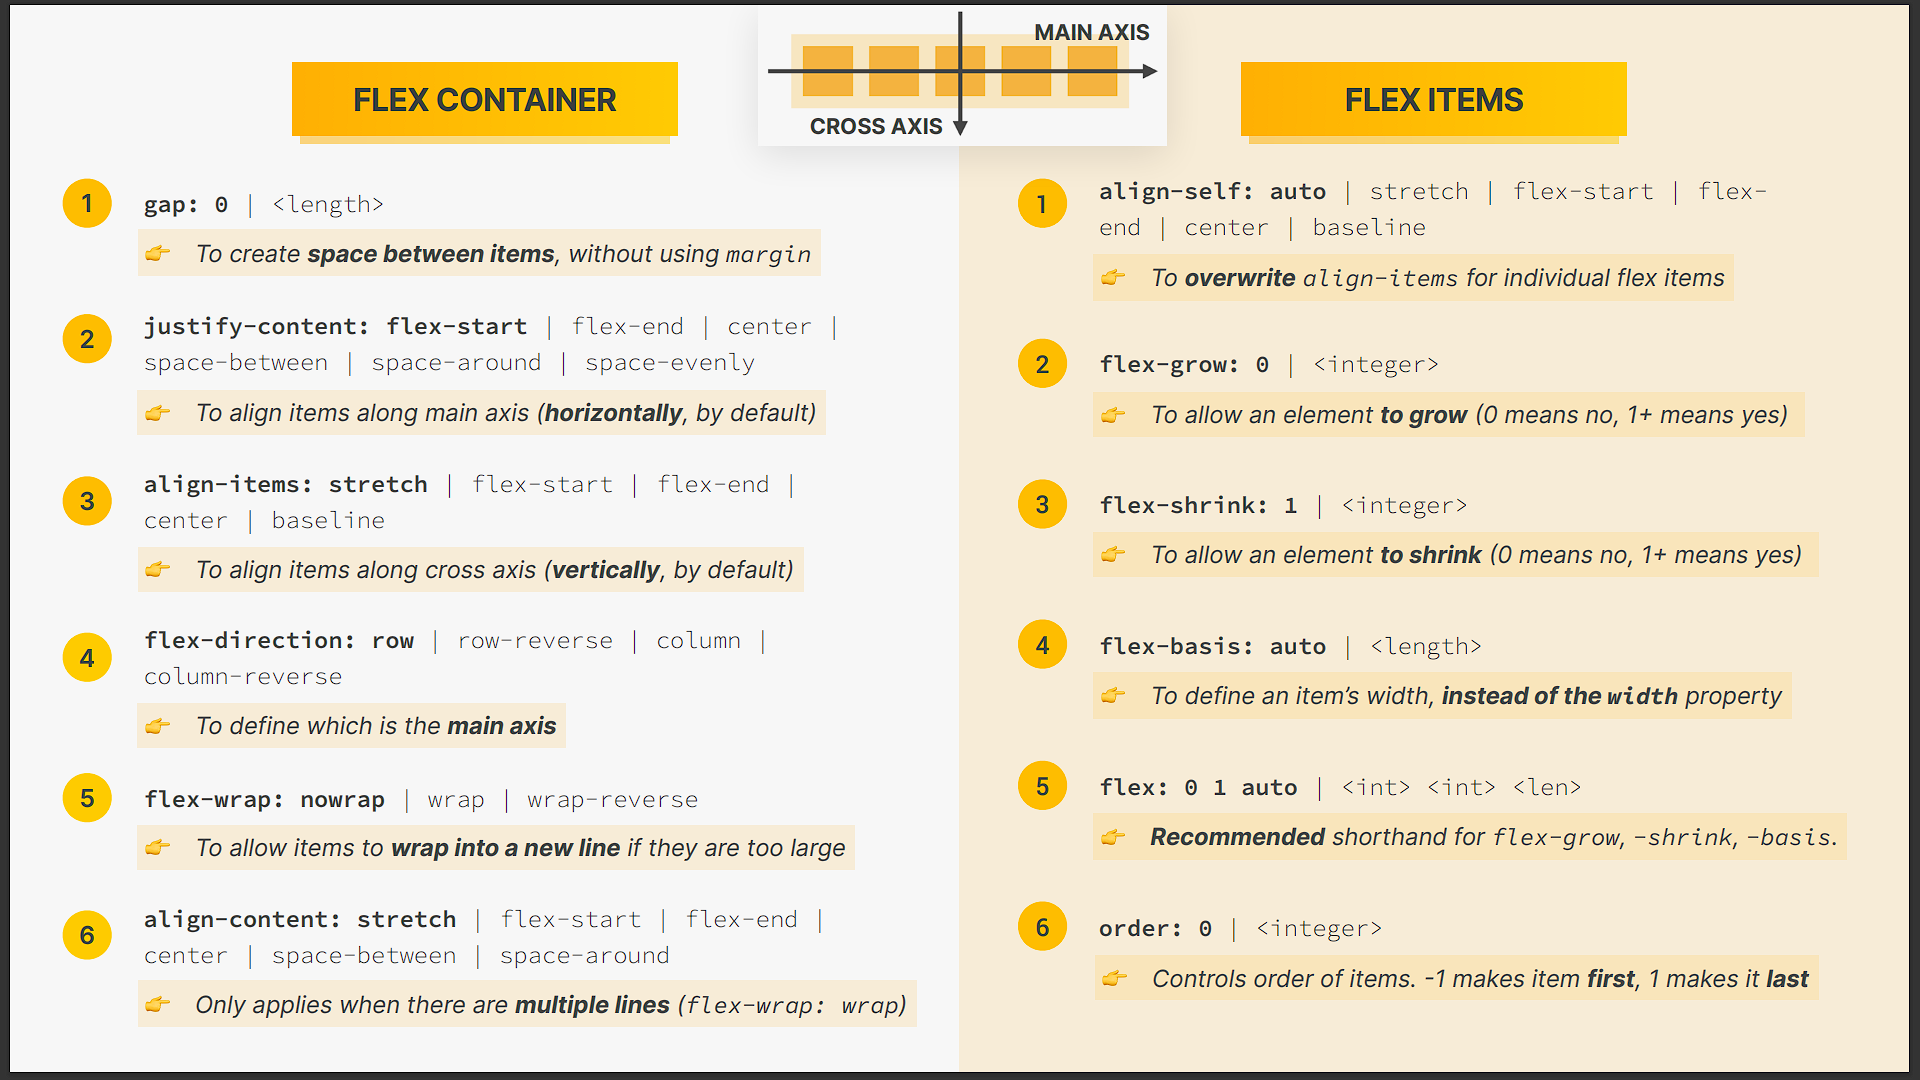 MAIN AXIS
CROSS AXIS
FLEX CONTAINER
1
gap: 0 | <length>
👉 To create space between items, without using margin
2
justify-content: flex-start | flex-end | center |
space-between | space-around | space-evenly
👉 To align items along main axis (horizontally, by default)
3
align-items: stretch | flex-start | flex-end |
center | baseline
👉 To align items along cross axis (vertically, by default)
4
flex-direction: row | row-reverse | column |
column-reverse
👉 To define which is the main axis
5
flex-wrap: nowrap | wrap | wrap-reverse
👉 To allow items to wrap into a new line if they are too large
6
align-content: stretch | flex-start | flex-end |
center | space-between | space-around
👉 Only applies when there are multiple lines (flex-wrap: wrap)
FLEX ITEMS
1
align-self: auto | stretch | flex-start | flex-
end | center | baseline
👉 To overwrite align-items for individual flex items
2
flex-grow: 0 | <integer>
👉 To allow an element to grow (0 means no, 1+ means yes)
3
flex-shrink: 1 | <integer>
👉 To allow an element to shrink (0 means no, 1+ means yes)
4
flex-basis: auto | <length>
👉 To define an item’s width, instead of the width property
5
flex: 0 1 auto | <int> <int> <len>
👉 Recommended shorthand for flex-grow, -shrink, -basis.
6
order: 0 | <integer>
👉 Controls order of items. -1 makes item first, 1 makes it last